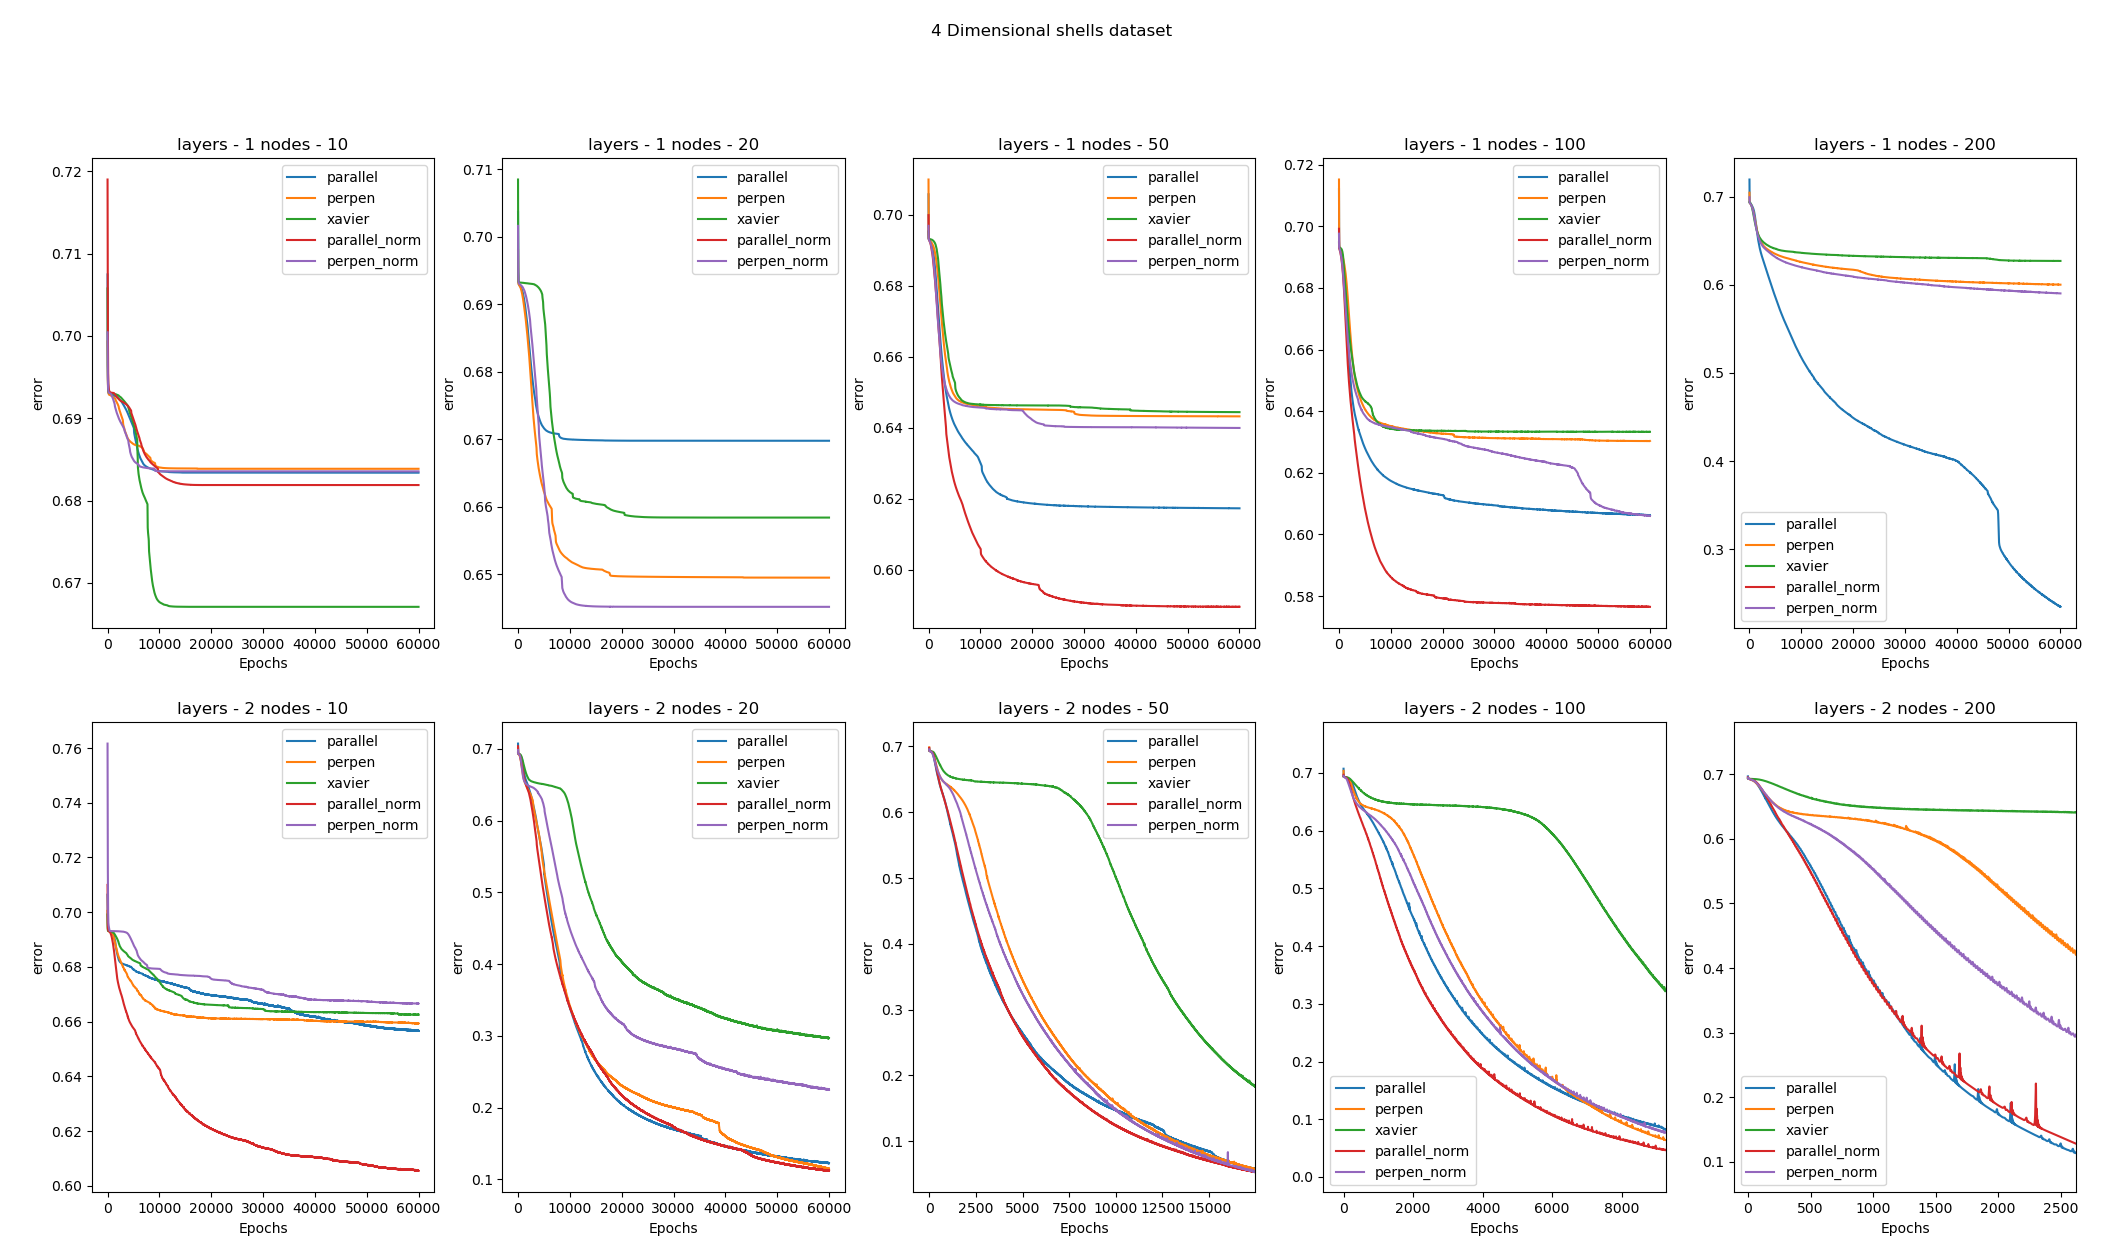 4 Dimensional shells dataset
layers - 1 nodes - 10
error
0.72
0.71
0.70
0.69
0.68
0.67
parallel
perpen
xavier
parallel_norm
perpen_norm
0 10000 20000 30000 40000 50000 60000
Epochs
layers - 1 nodes - 20
error
0.71
0.70
0.69
0.68
0.67
0.66
0.65
parallel
perpen
xavier
parallel_norm
perpen_norm
0 10000 20000 30000 40000 50000 60000
Epochs
layers - 1 nodes - 50
error
0.70
0.68
0.66
0.64
0.62
0.60
parallel
perpen
xavier
parallel_norm
perpen_norm
0 10000 20000 30000 40000 50000 60000
Epochs
layers - 1 nodes - 100
error
0.72
0.70
0.68
0.66
0.64
0.62
0.60
0.58
parallel
perpen
xavier
parallel_norm
perpen_norm
0 10000 20000 30000 40000 50000 60000
Epochs
layers - 1 nodes - 200
error
0.7
0.6
0.5
0.4
0.3
parallel
perpen
xavier
parallel_norm
perpen_norm
0 10000 20000 30000 40000 50000 60000
Epochs
layers - 2 nodes - 10
error
0.76
0.74
0.72
0.70
0.68
0.66
0.64
0.62
0.60
parallel
perpen
xavier
parallel_norm
perpen_norm
0 10000 20000 30000 40000 50000 60000
Epochs
layers - 2 nodes - 20
error
0.7
0.6
0.5
0.4
0.3
0.2
0.1
parallel
perpen
xavier
parallel_norm
perpen_norm
0 10000 20000 30000 40000 50000 60000
Epochs
layers - 2 nodes - 50
error
0.7
0.6
0.5
0.4
0.3
0.2
0.1
parallel
perpen
xavier
parallel_norm
perpen_norm
0 2500 5000 7500 10000 12500 15000
Epochs
layers - 2 nodes - 100
error
0.7
0.6
0.5
0.4
0.3
0.2
0.1
0.0
parallel
perpen
xavier
parallel_norm
perpen_norm
0 2000 4000 6000 8000
Epochs
layers - 2 nodes - 200
error
0.7
0.6
0.5
0.4
0.3
0.2
0.1
parallel
perpen
xavier
parallel_norm
perpen_norm
0 500 1000 1500 2000 2500
Epochs